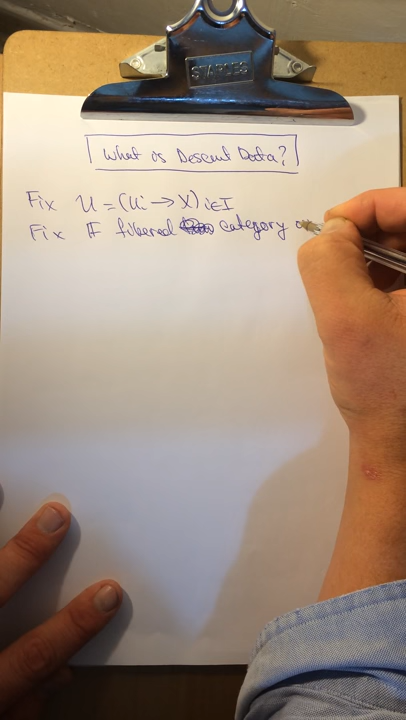 STAPLES
What is Descent Data?
Fix U = (Ui → X) i∈I
Fix F fibered category